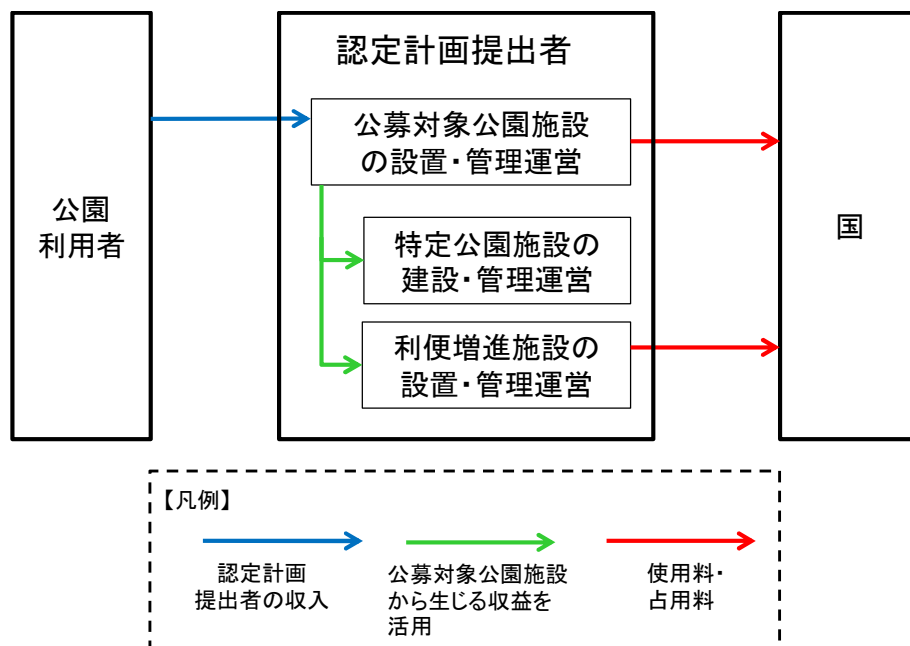 認定計画提出者
公募対象公園施設
の設置・管理運営
公園
利用者
特定公園施設の
建設・管理運営
国
利便増進施設の
設置・管理運営
【凡例】
認定計画
提出者の収入
公募対象公園施設
から生じる収益を
活用
使用料・
占用料